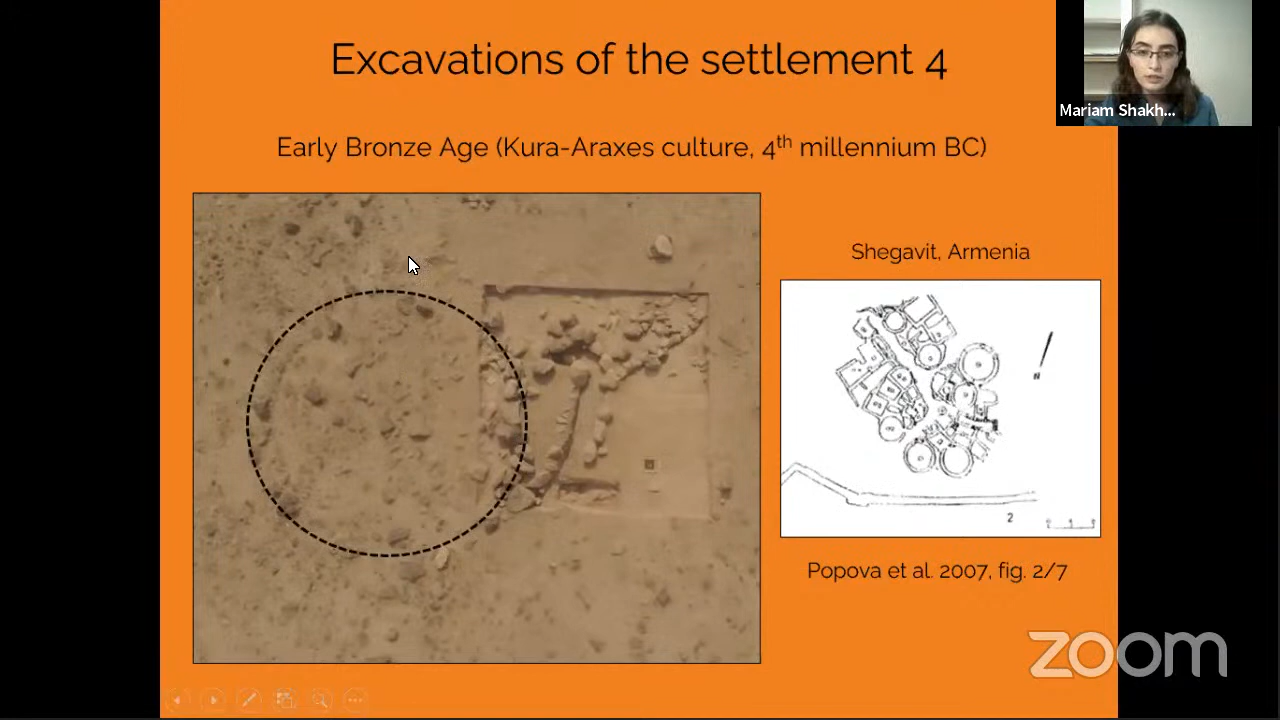 Excavations of the settlement 4
Mariam Shakh...
Early Bronze Age (Kura-Araxes culture, 4th millennium BC)
Shegavit, Armenia
N
2
Popova et al. 2007, fig. 2/7
zoom